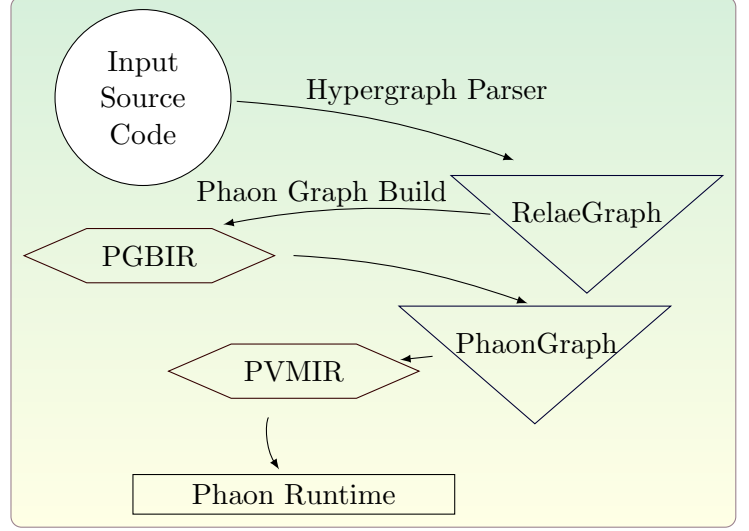 Input
Source
Code
Hypergraph Parser
Phaon Graph Build
RelaeGraph
PGBIR
PhaonGraph
PVMIR
Phaon Runtime